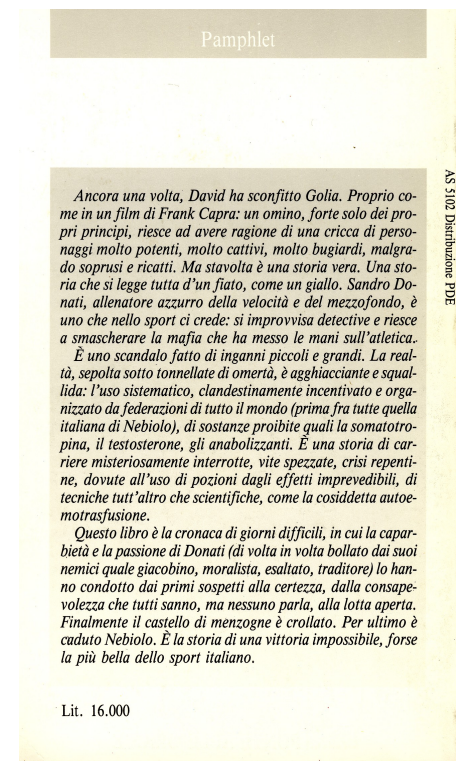 Pamphlet
Ancora una volta, David ha sconfitto Golia. Proprio co-
me in un film di Frank Capra: un omino, forte solo dei pro-
pri principi, riesce ad avere ragione di una cricca di perso-
naggi molto potenti, molto cattivi, molto bugiardi, malgra-
do soprusi e ricatti. Ma stavolta è una storia vera. Una sto-
ria che si legge tutta d'un fiato, come un giallo. Sandro Do-
nati, allenatore azzurro della velocità e del mezzofondo, è
uno che nello sport ci crede: si improvvisa detective e riesce
a smascherare la mafia che ha messo le mani sull'atletica.
È uno scandalo fatto di inganni piccoli e grandi. La real-
tà, sepolta sotto tonnellate di omertà, è agghiacciante e squal-
lida: l'uso sistematico, clandestinamente incentivato e orga-
nizzato da federazioni di tutto il mondo (prima fra tutte quella
italiana di Nebiolo), di sostanze proibite quali la somatotro-
pina, il testosterone, gli anabolizzanti. È una storia di car-
riere misteriosamente interrotte, vite spezzate, crisi repenti-
ne, dovute all'uso di pozioni dagli effetti imprevedibili, di
tecniche tutt'altro che scientifiche, come la cosiddetta autoe-
motrasfusione.
Questo libro è la cronaca di giorni difficili, in cui la capar-
bietà e la passione di Donati (di volta in volta bollato dai suoi
nemici quale giacobino, moralista, esaltato, traditore) lo han-
no condotto dai primi sospetti alla certezza, dalla consape-
volezza che tutti sanno, ma nessuno parla, alla lotta aperta.
Finalmente il castello di menzogne è crollato. Per ultimo è
caduto Nebiolo. È la storia di una vittoria impossibile, forse
la più bella dello sport italiano.
Lit. 16.000
AS 5102 Distribuzione PDE